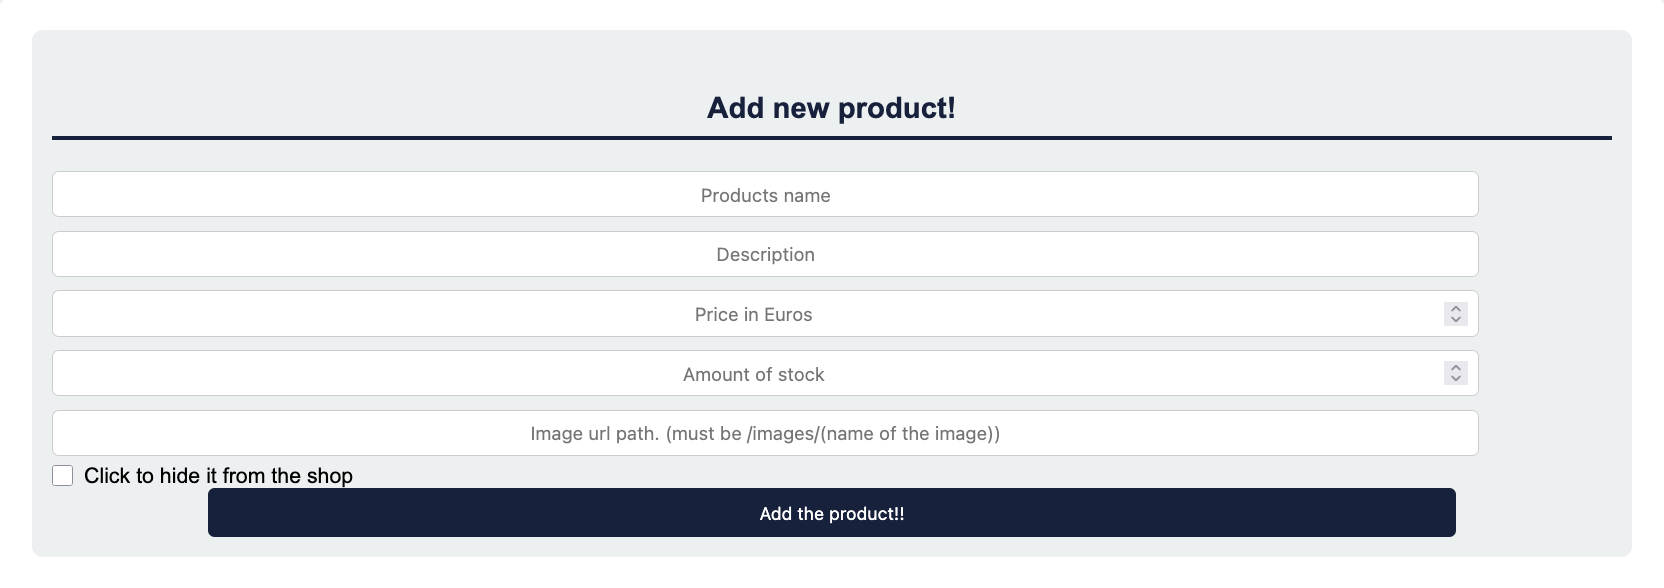 Add new product!
Products name
Description
Price in Euros
Amount of stock
Image url path. (must be /images/(name of the image))
Click to hide it from the shop
Add the product!!